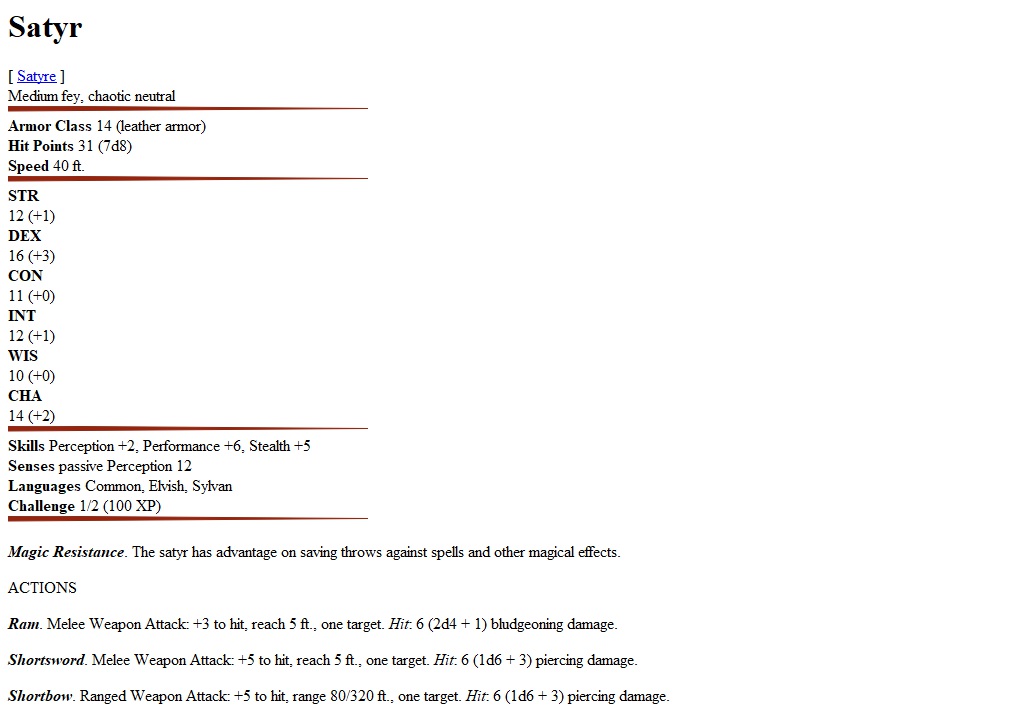 Satyr
[ Satyre ]
Medium fey, chaotic neutral
Armor Class 14 (leather armor)
Hit Points 31 (7d8)
Speed 40 ft.
STR
12 (+1)
DEX
16 (+3)
CON
11 (+0)
INT
12 (+1)
WIS
10 (+0)
CHA
14 (+2)
Skills Perception +2, Performance +6, Stealth +5
Senses passive Perception 12
Languages Common, Elvish, Sylvan
Challenge 1/2 (100 XP)
Magic Resistance. The satyr has advantage on saving throws against spells and other magical effects.
ACTIONS
Ram. Melee Weapon Attack: +3 to hit, reach 5 ft., one target. Hit: 6 (2d4 + 1) bludgeoning damage.
Shortsword. Melee Weapon Attack: +5 to hit, reach 5 ft., one target. Hit: 6 (1d6 + 3) piercing damage.
Shortbow. Ranged Weapon Attack: +5 to hit, range 80/320 ft., one target. Hit: 6 (1d6 + 3) piercing damage.